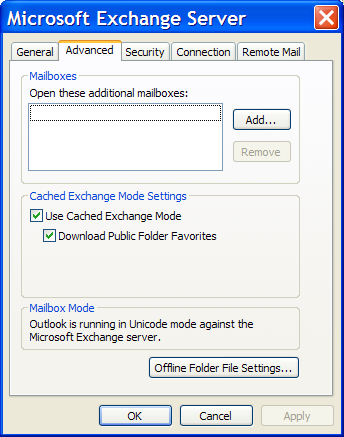 Microsoft Exchange Server
General Advanced Security Connection Remote Mail
Mailboxes
Open these additional mailboxes:
Add...
Remove
Cached Exchange Mode Settings
Use Cached Exchange Mode
Download Public Folder Favorites
Mailbox Mode
Outlook is running in Unicode mode against the
Microsoft Exchange server.
Offline Folder File Settings...
OK Cancel Apply